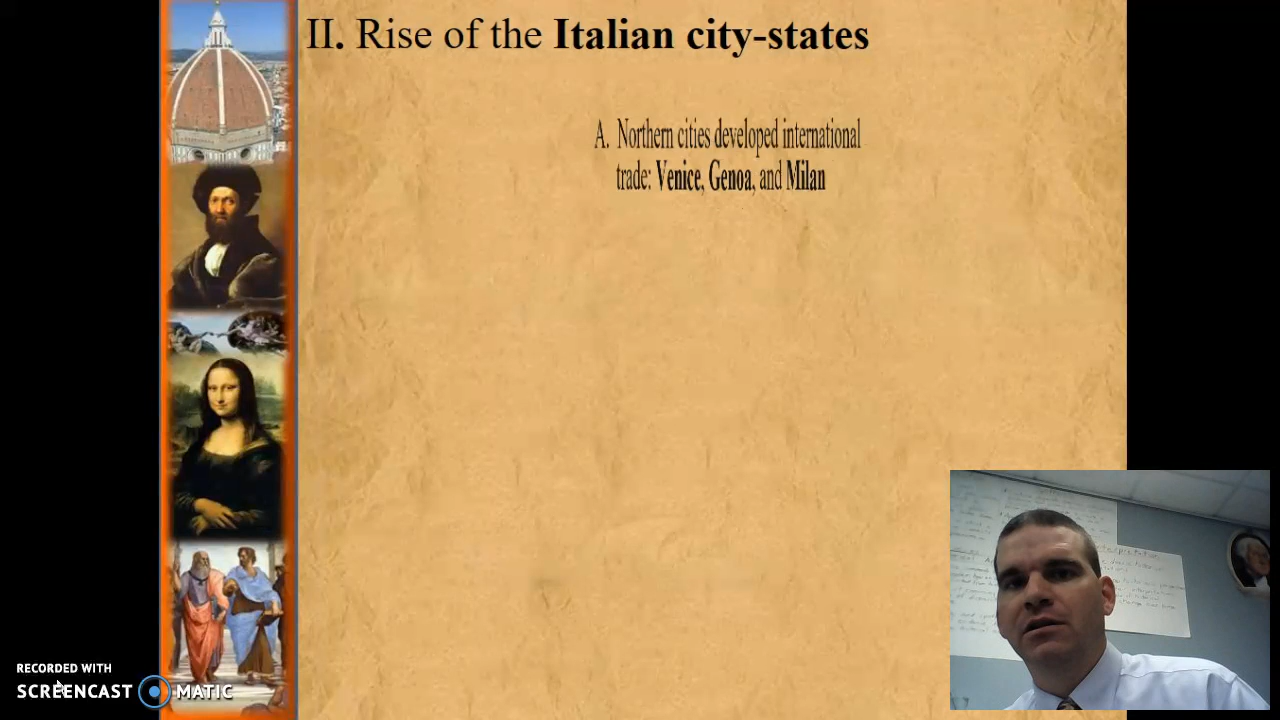 II. Rise of the Italian city-states
A. Northern cities developed international
trade: Venice, Genoa, and Milan
RECORDED WITH
SCREENCAST MATIC